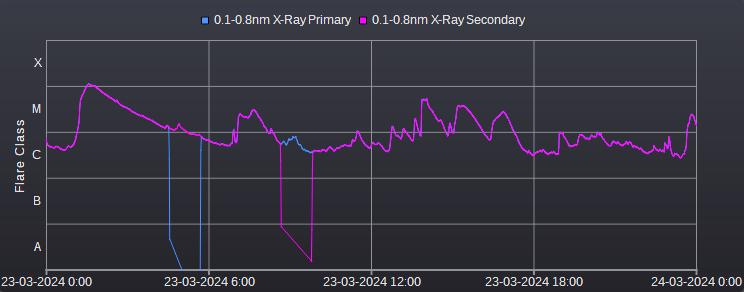 0.1-0.8nm X-Ray Primary 0.1-0.8nm X-Ray Secondary
X
M
C
B
A
Flare Class
23-03-2024 0:00 23-03-2024 6:00 23-03-2024 12:00 23-03-2024 18:00 24-03-2024 0:00